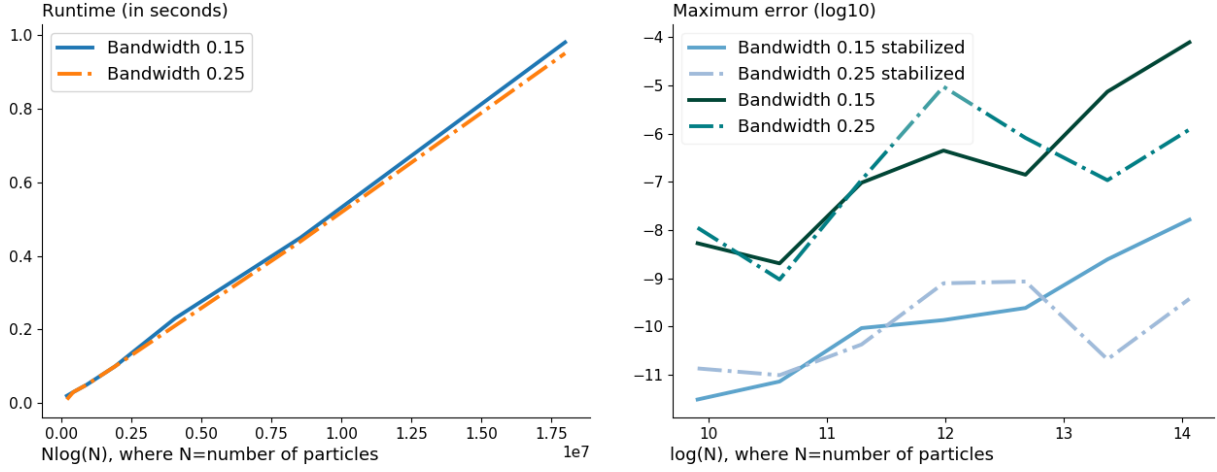 Runtime (in seconds)
1.0
0.8
0.6
0.4
0.2
0.0
Bandwidth 0.15
Bandwidth 0.25
0.00
0.25
0.50
0.75
1.00
1.25
1.50
1.75
1e7
Nlog(N), where N=number of particles
Maximum error (log10)
−4
−5
−6
−7
−8
−9
−10
−11
Bandwidth 0.15 stabilized
Bandwidth 0.25 stabilized
Bandwidth 0.15
Bandwidth 0.25
10
11
12
13
14
log(N), where N=number of particles